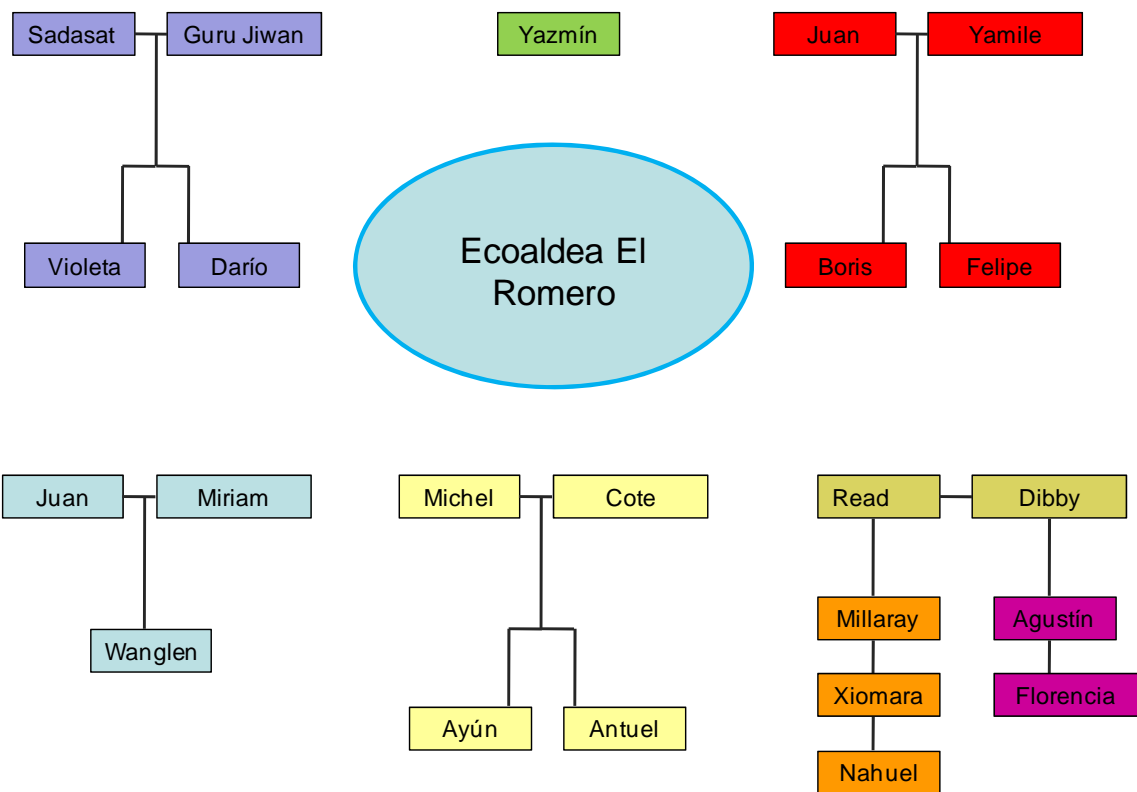 Sadasat
Guru Jiwan
Yazmín
Juan
Yamile
Violeta
Darío
Ecoaldea El
Romero
Boris
Felipe
Juan
Miriam
Michel
Cote
Read
Dibby
Wanglen
Millaray
Agustín
Xiomara
Florencia
Ayún
Antuel
Nahuel